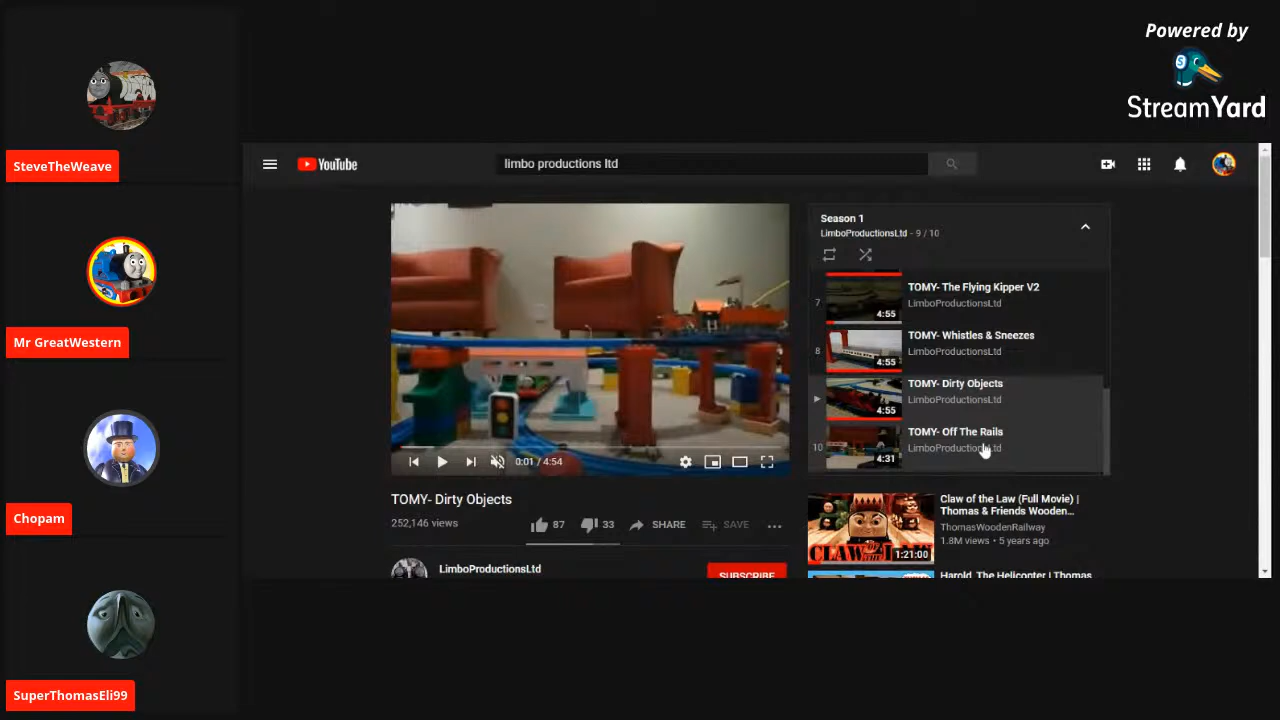 Powered by
StreamYard
SteveTheWeave
Mr GreatWestern
Chopam
SuperThomasEli99
YouTube
limbo productions ltd
0:01 / 4:54
TOMY- Dirty Objects
252,146 views
87
33
SHARE
SAVE
LimboProductionsLtd
SUBSCRIBE
Season 1
LimboProductionsLtd - 9 / 10
7
4:55
TOMY- The Flying Kipper V2
LimboProductionsLtd
8
4:55
TOMY- Whistles & Sneezes
LimboProductionsLtd
4:55
TOMY- Dirty Objects
LimboProductionsLtd
10
4:31
TOMY- Off The Rails
LimboProductionsLtd
CLAW OF THE LAW
1:21:00
Claw of the Law (Full Movie) |
Thomas & Friends Wooden...
ThomasWoodenRailway
1.8M views • 5 years ago
Harold The Helicopter | Thomas